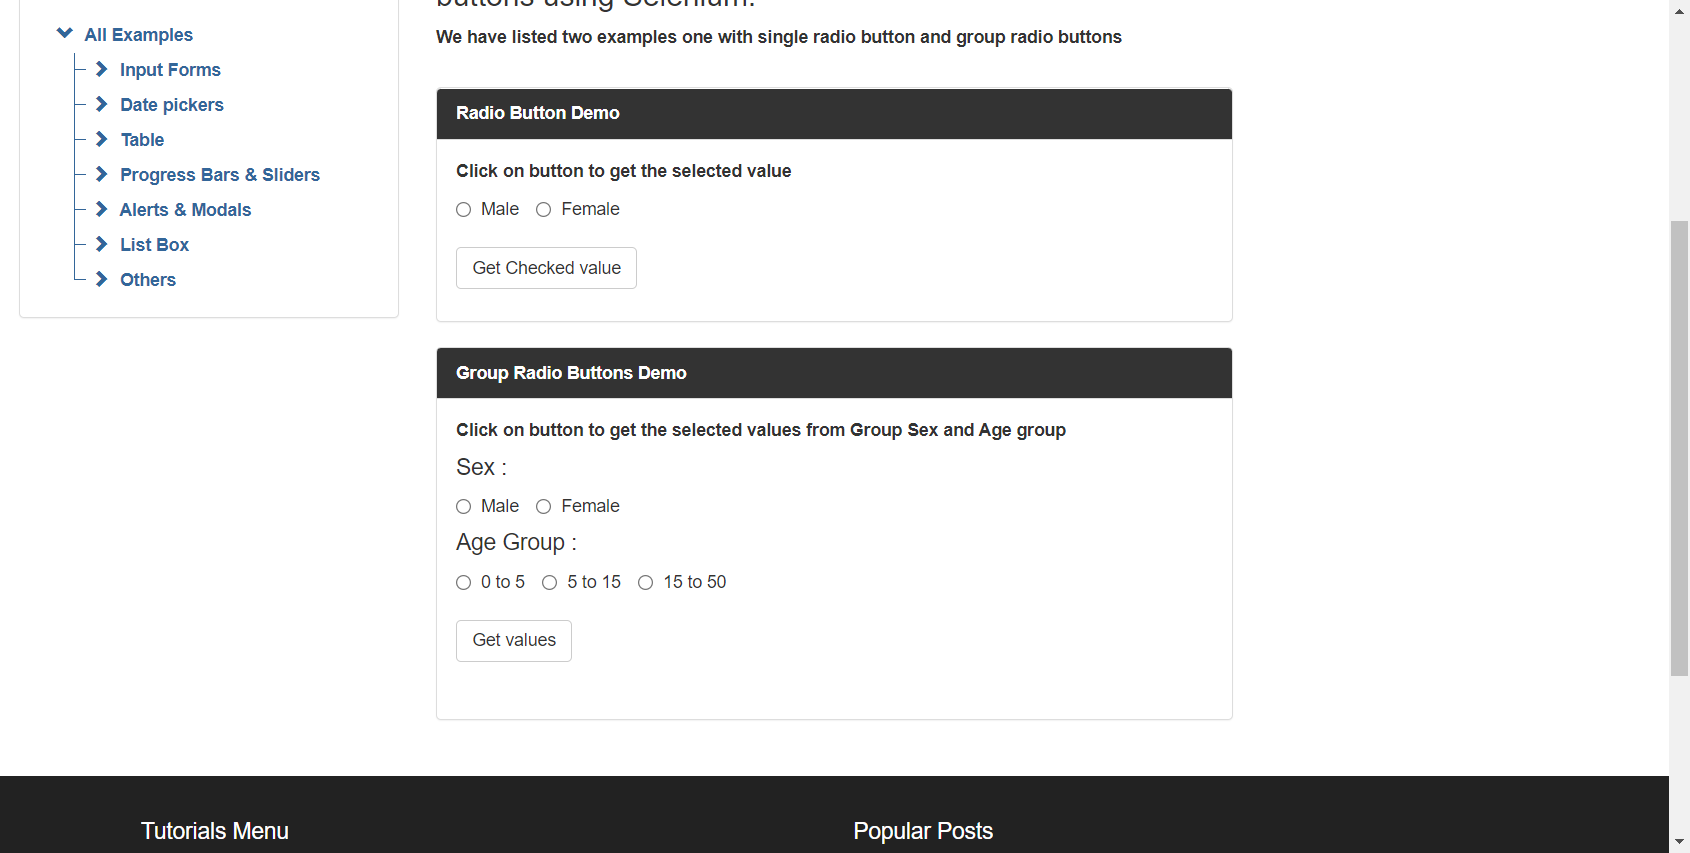 All Examples
Input Forms
Date pickers
Table
Progress Bars & Sliders
Alerts & Modals
List Box
Others
buttons using Selenium.
We have listed two examples one with single radio button and group radio buttons
Radio Button Demo
Click on button to get the selected value
Male Female
Get Checked value
Group Radio Buttons Demo
Click on button to get the selected values from Group Sex and Age group
Sex :
Male Female
Age Group :
0 to 5 5 to 15 15 to 50
Get values
Tutorials Menu
Popular Posts